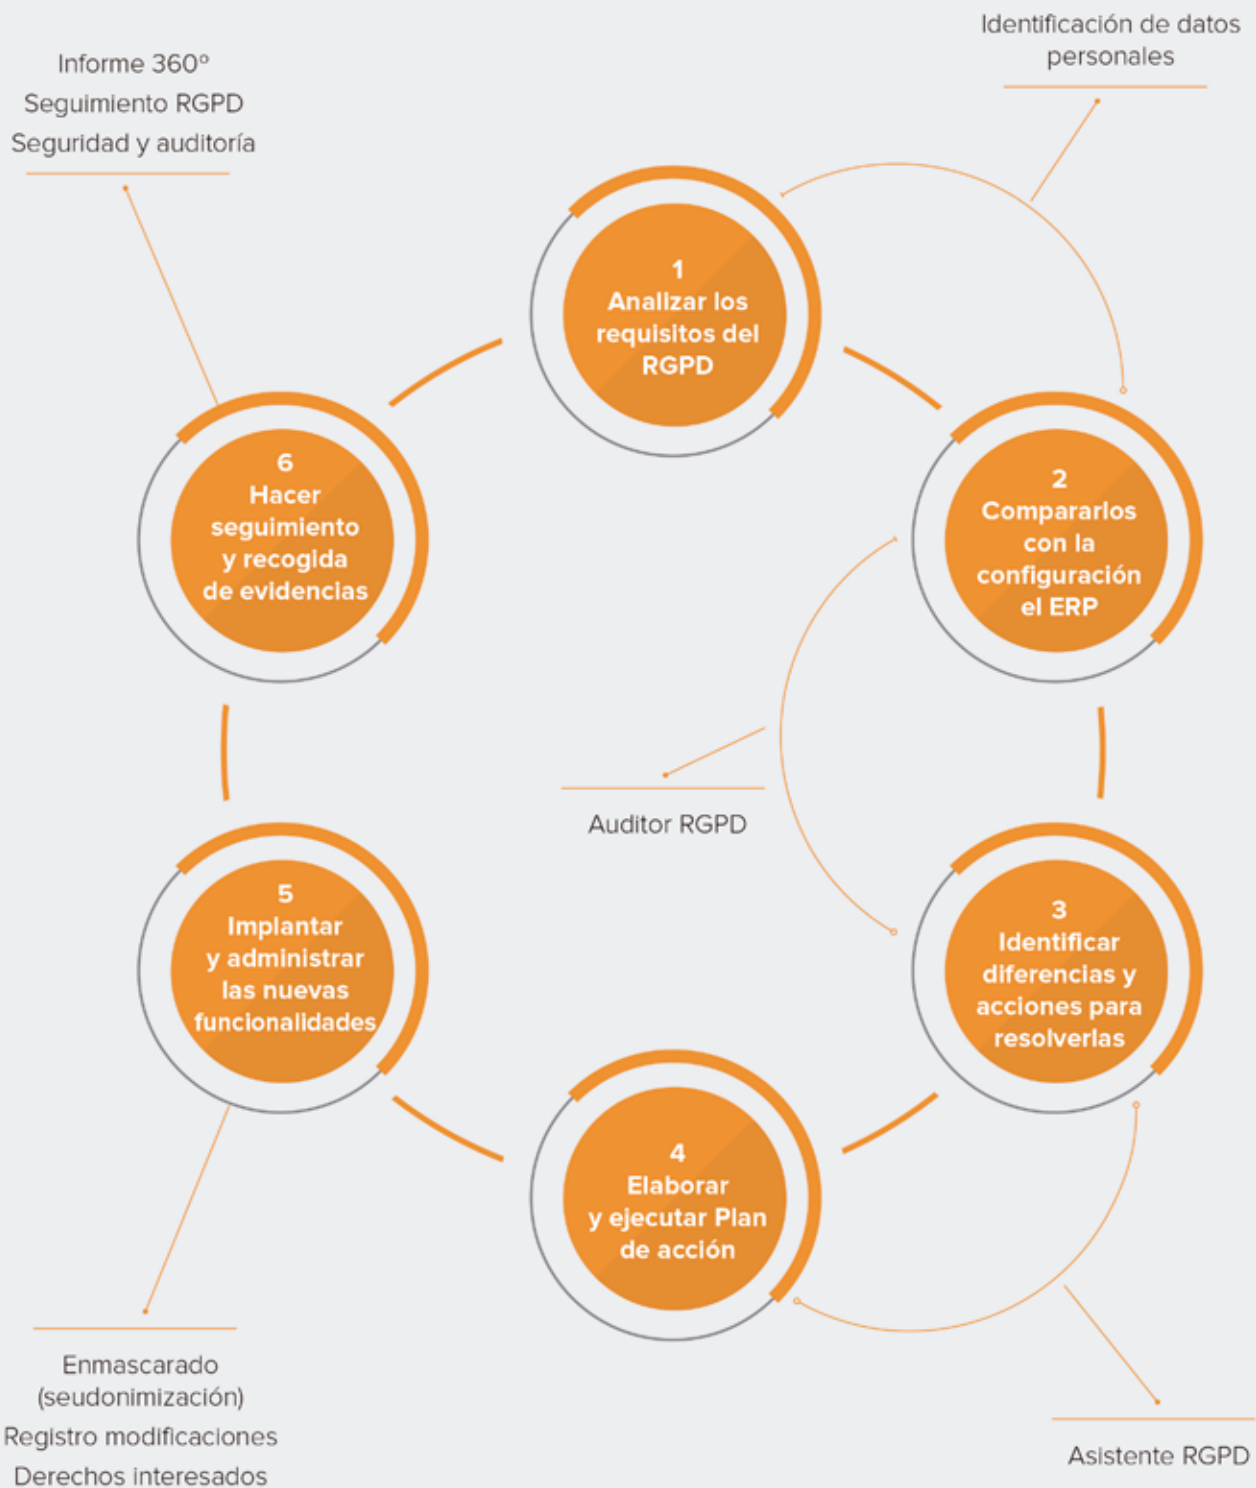 Identificación de datos
personales
Informe 360º
Seguimiento RGPD
Seguridad y auditoría
1
Analizar los
requisitos del
RGPD
2
Compararlos
con la
configuración
el ERP
Auditor RGPD
3
Identificar
diferencias y
acciones para
resolverlas
Asistente RGPD
4
Elaborar
y ejecutar Plan
de acción
5
Implantar
y administrar
las nuevas
funcionalidades
Enmascarado
(seudonimización)
Registro modificaciones
Derechos interesados
6
Hacer
seguimiento
y recogida
de evidencias